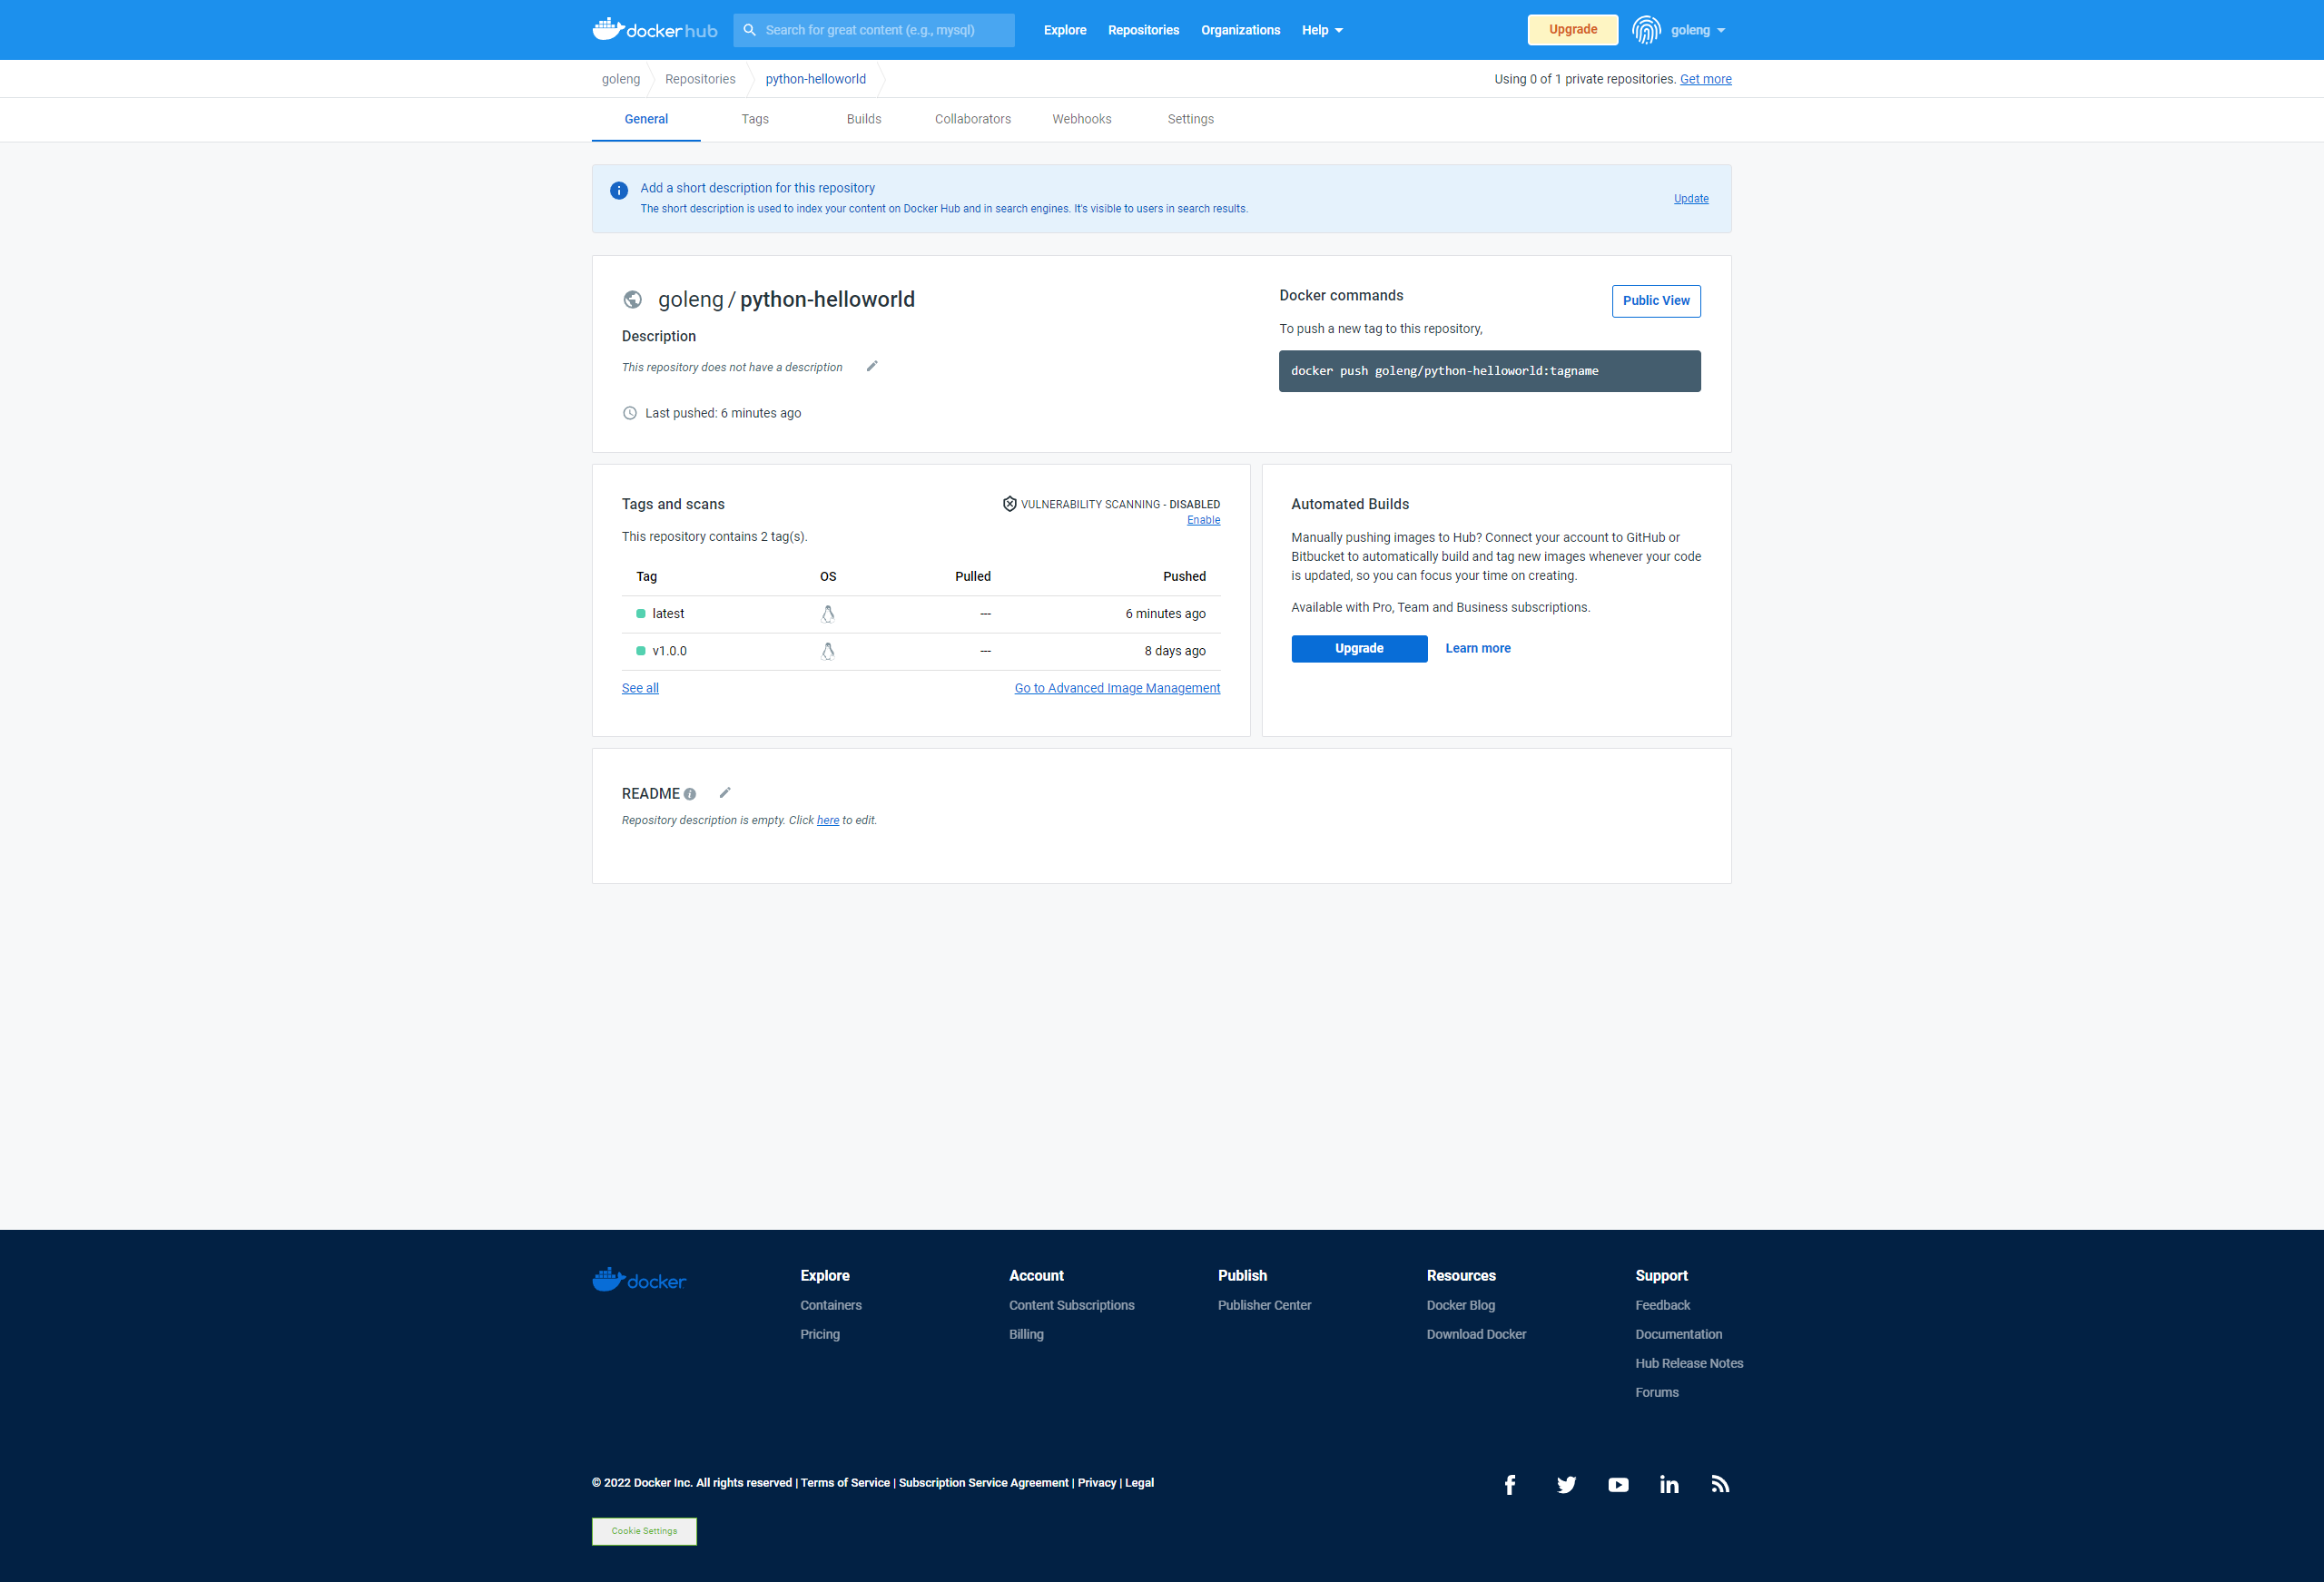 docker hub
Search for great content (e.g., mysql)
Explore
Repositories
Organizations
Help
Upgrade
goleng
goleng
Repositories
python-helloworld
Using 0 of 1 private repositories. Get more
General
Tags
Builds
Collaborators
Webhooks
Settings
Add a short description for this repository
The short description is used to index your content on Docker Hub and in search engines. It's visible to users in search results.
Update
goleng / python-helloworld
Description
This repository does not have a description
Last pushed: 6 minutes ago
Docker commands
Public View
To push a new tag to this repository,
docker push goleng/python-helloworld:tagname
Tags and scans
VULNERABILITY SCANNING - DISABLED
Enable
This repository contains 2 tag(s).
Tag OS Pulled Pushed
latest --- 6 minutes ago
v1.0.0 --- 8 days ago
See all
Go to Advanced Image Management
Automated Builds
Manually pushing images to Hub? Connect your account to GitHub or
Bitbucket to automatically build and tag new images whenever your code
is updated, so you can focus your time on creating.
Available with Pro, Team and Business subscriptions.
Upgrade
Learn more
README
Repository description is empty. Click here to edit.
docker
Explore
Containers
Pricing
Account
Content Subscriptions
Billing
Publish
Publisher Center
Resources
Docker Blog
Download Docker
Support
Feedback
Documentation
Hub Release Notes
Forums
© 2022 Docker Inc. All rights reserved | Terms of Service | Subscription Service Agreement | Privacy | Legal
Cookie Settings